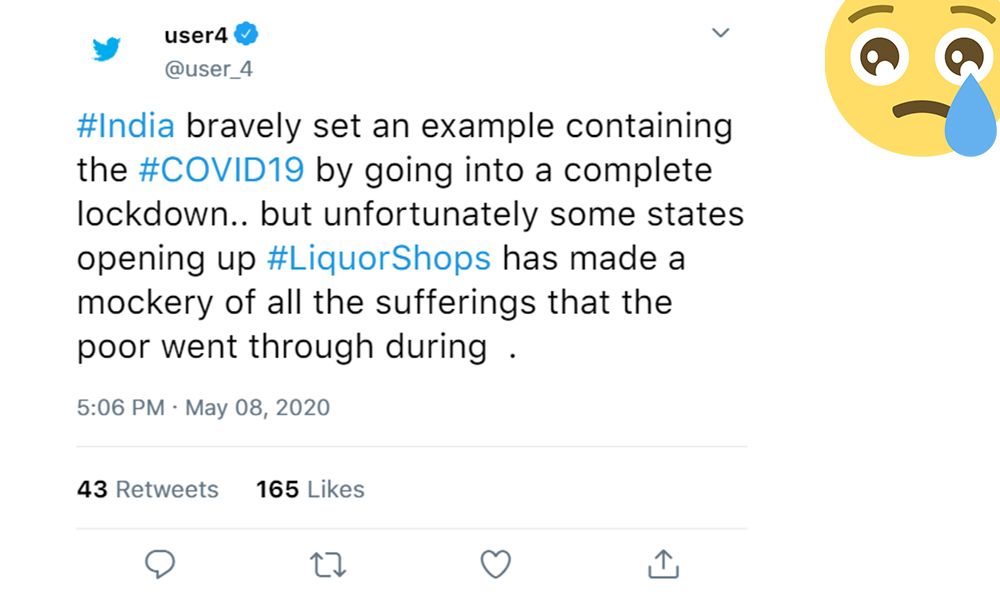 user4
@user_4
#India bravely set an example containing
the #COVID19 by going into a complete
lockdown.. but unfortunately some states
opening up #LiquorShops has made a
mockery of all the sufferings that the
poor went through during  .
5:06 PM · May 08, 2020
43 Retweets 165 Likes